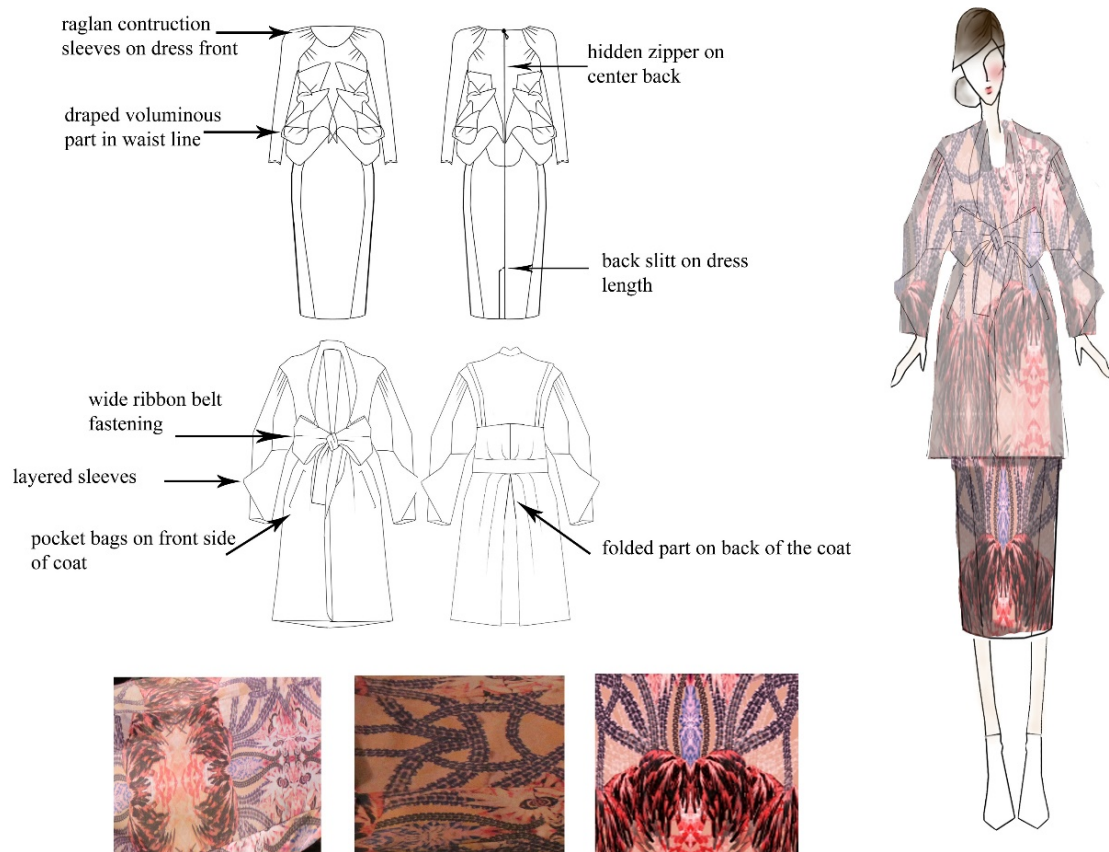 raglan contruction
sleeves on dress front
hidden zipper on
center back
draped voluminous
part in waist line
back slitt on dress
length
wide ribbon belt
fastening
layered sleeves
pocket bags on front side
of coat
folded part on back of the coat